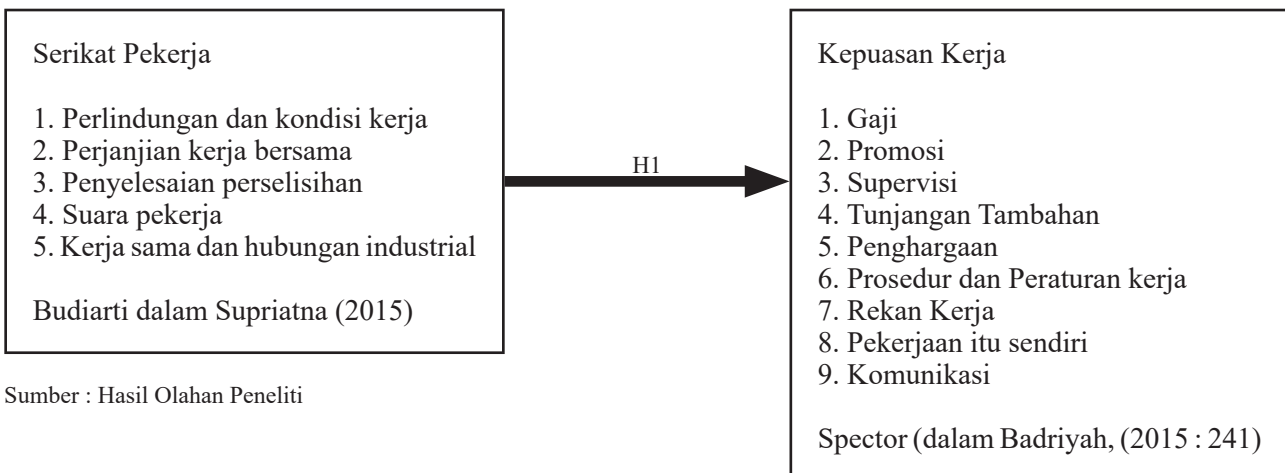 Serikat Pekerja
1. Perlindungan dan kondisi kerja
2. Perjanjian kerja bersama
3. Penyelesaian perselisihan
4. Suara pekerja
5. Kerja sama dan hubungan industrial
Budiarti dalam Supriatna (2015)
H1
Kepuasan Kerja
1. Gaji
2. Promosi
3. Supervisi
4. Tunjangan Tambahan
5. Penghargaan
6. Prosedur dan Peraturan kerja
7. Rekan Kerja
8. Pekerjaan itu sendiri
9. Komunikasi
Spector (dalam Badriyah, (2015 : 241)
Sumber : Hasil Olahan Peneliti